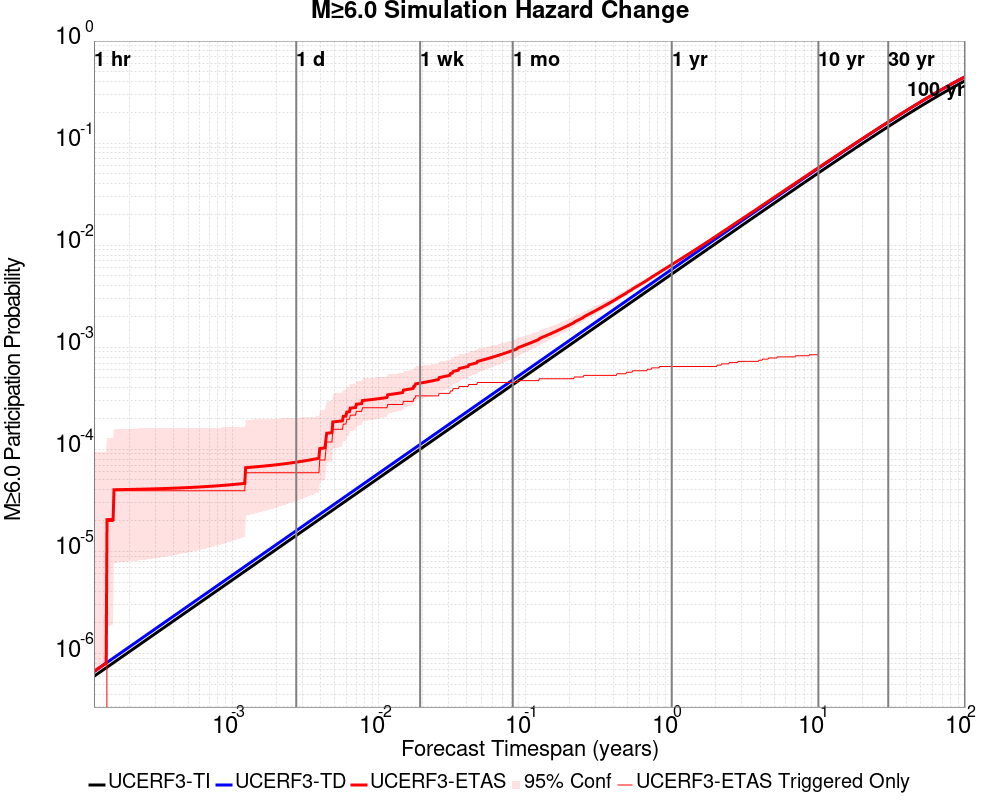 M≥6.0 Simulation Hazard Change
10^0
1 hr
1 d
1 wk
1 mo
1 yr
10 yr
30 yr
100 yr
10^-1
10^-2
10^-3
10^-4
10^-5
10^-6
M≥6.0 Participation Probability
10^-3
10^-2
10^-1
10^0
10^1
10^2
Forecast Timespan (years)
UCERF3-TI
UCERF3-TD
UCERF3-ETAS
95% Conf
UCERF3-ETAS Triggered Only